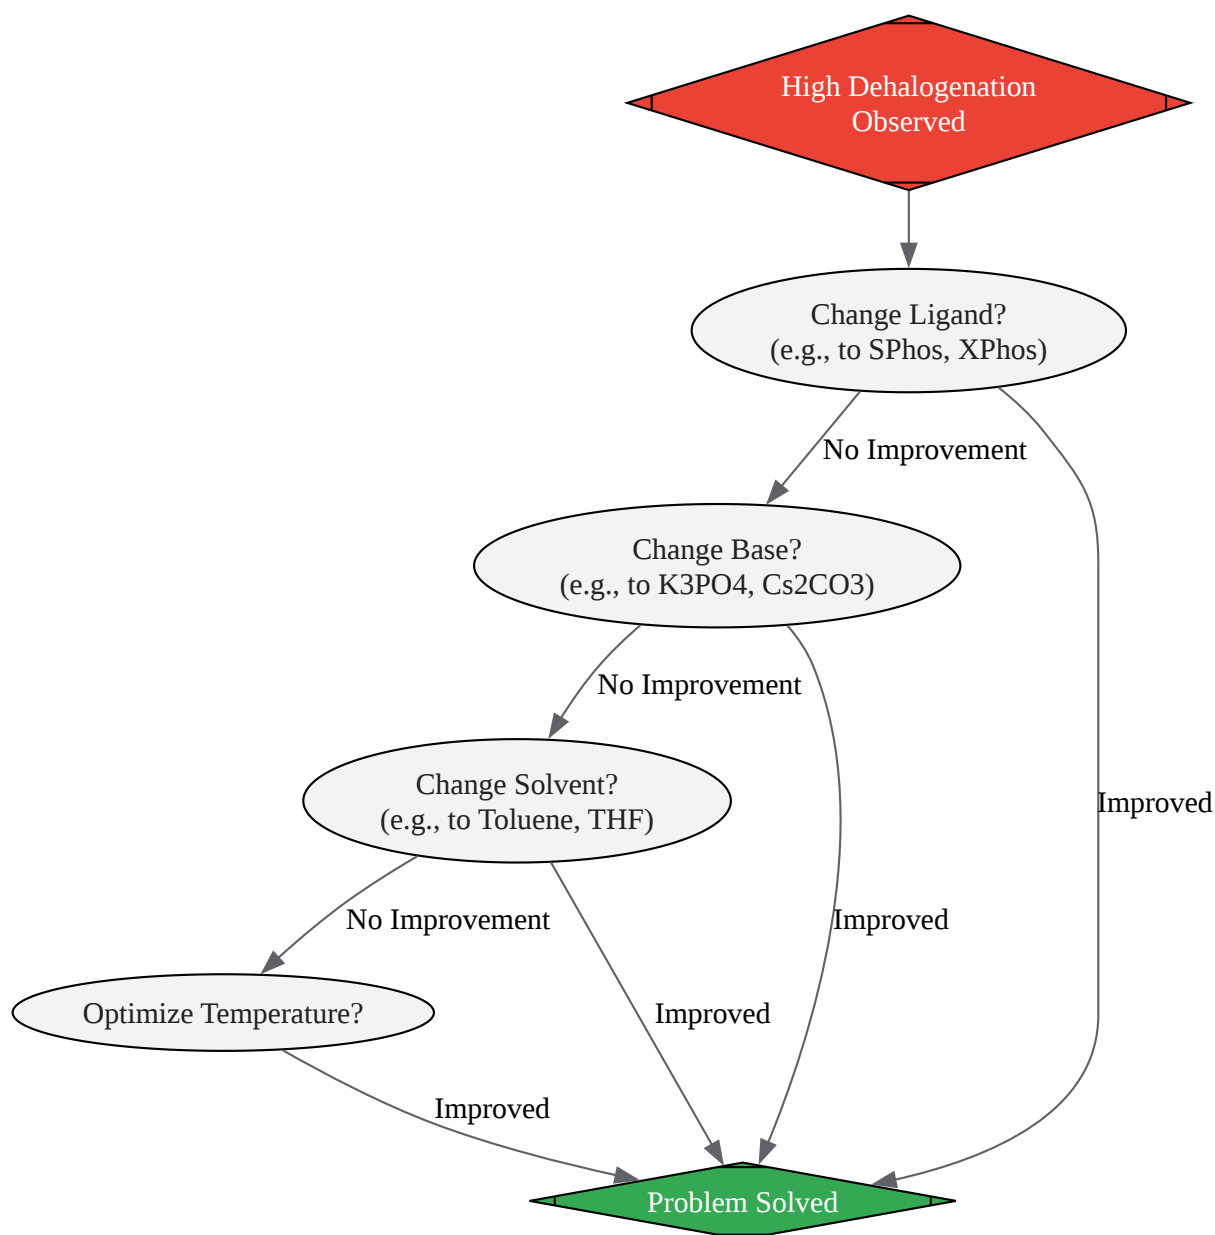 High Dehalogenation
Observed
Change Ligand?
(e.g., to SPhos, XPhos)
No Improvement
Change Base?
(e.g., to K3PO4, Cs2CO3)
No Improvement
Change Solvent?
(e.g., to Toluene, THF)
Improved
No Improvement
Improved
Optimize Temperature?
Improved
Improved
Problem Solved